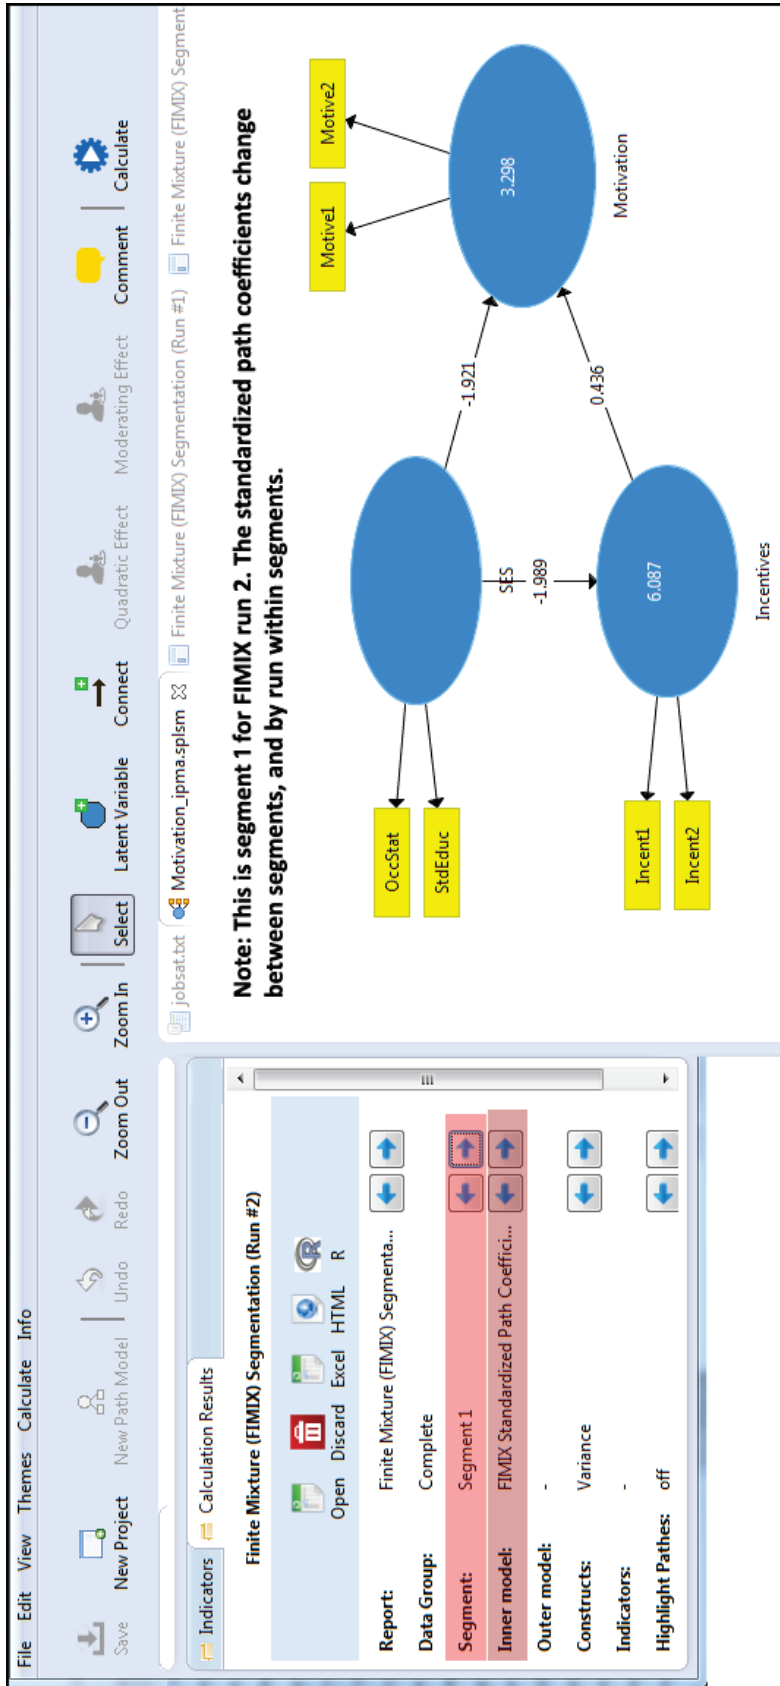 File Edit View Themes Calculate Info
Save New Project New Path Model Undo Redo Zoom Out Zoom In Select Latent Variable Connect Quadratic Effect Moderating Effect Comment Calculate
Indicators Calculation Results
Finite Mixture (FIMIX) Segmentation (Run #2)
Open Discard Excel HTML R
Report: Finite Mixture (FIMIX) Segmenta...
Data Group: Complete
Segment: Segment 1
Inner model: FIMIX Standardized Path Coeffici...
Outer model: -
Constructs: Variance
Indicators: -
Highlight Pathes: off
jobsat.txt Motivation_ipma.splsm Finite Mixture (FIMIX) Segmentation (Run #1) Finite Mixture (FIMIX) Segment
Note: This is segment 1 for FIMIX run 2. The standardized path coefficients change
between segments, and by run within segments.
Motive1 Motive2
OccStat
StdEduc
SES
-1.921
3.298
Motivation
-1.989
0.436
Incent1
Incent2
6.087
Incentives